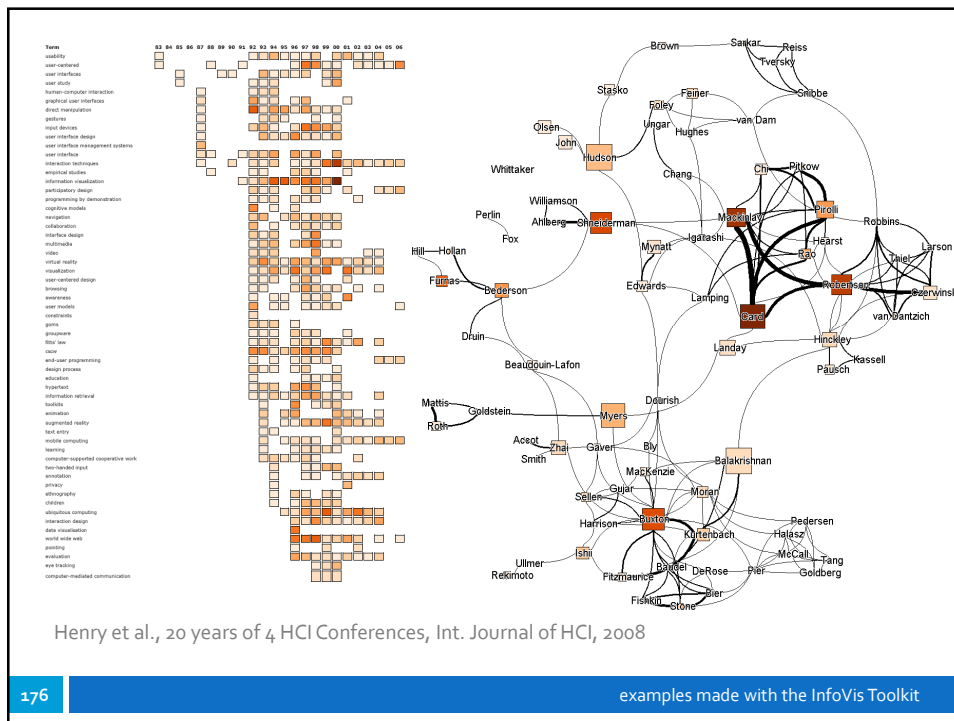 Term 83 84 85 86 87 88 89 90 91 92 93 94 95 96 97 98 99 00 01 02 03 04 05 06
usability
user-centered
user interfaces
user study
human-computer interaction
graphical user interfaces
direct manipulation
gestures
input devices
user interface design
user interface management systems
user interface
interaction techniques
empirical studies
information visualization
participatory design
programming by demonstration
cognitive models
navigation
collaboration
interface design
multimedia
video
virtual reality
visualization
user-centered design
browsing
awareness
user models
constraints
goms
groupware
fitts' law
cscw
end-user programming
design process
education
hypertext
information retrieval
toolkits
animation
augmented reality
text entry
mobile computing
learning
computer-supported cooperative work
two-handed input
annotation
privacy
ethnography
children
ubiquitous computing
interaction design
data visualisation
world wide web
pointing
evaluation
eye tracking
computer-mediated communication
Brown
Sarkar
Reiss
Tversky
Snibbe
Stasko
Feiner
Foley
Ungar
van Dam
Hughes
Olsen
John
Hudson
Whittaker
Chang
Chi
Pitkow
Williamson
Ahlberg
Shneiderman
Mackinlay
Pirolli
Robbins
Perlin
Fox
Igarashi
Mynatt
Hearst
Rao
Thiel
Larson
Hill
Hollan
Furnas
Bederson
Edwards
Lamping
Robertson
Czerwinski
Card
van Dantzich
Druin
Landay
Hinckley
Kassell
Pausch
Beaudouin-Lafon
Mattis
Goldstein
Roth
Myers
Dourish
Accot
Smith
Zhai
Gaver
Bly
Balakrishnan
MacKenzie
Gujar
Sellen
Moran
Harrison
Buxton
Kurtenbach
Pedersen
Halasz
McCall
Tang
Goldberg
Pier
Ishii
Ullmer
Rekimoto
Fitzmaurice
Baudel
DeRose
Bier
Fishkin
Stone
Henry et al., 20 years of 4 HCI Conferences, Int. Journal of HCI, 2008
176
examples made with the InfoVis Toolkit